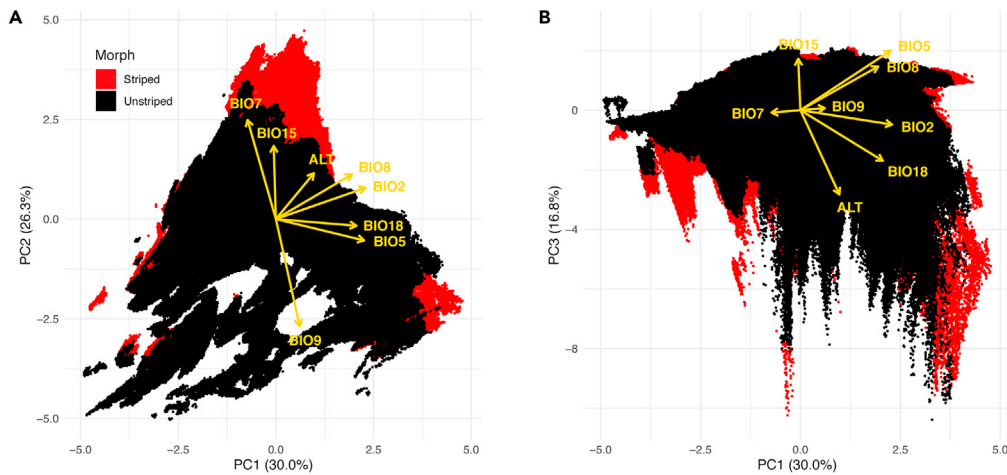 A
Morph
Striped
Unstriped
5.0
2.5
0.0
−2.5
−5.0
PC2 (26.3%)
BIO7
BIO15
ALT
BIO8
BIO2
BIO18
BIO5
BIO9
−5.0
−2.5
0.0
2.5
5.0
PC1 (30.0%)
B
0
−4
−8
PC3 (16.8%)
BIO15
BIO5
BIO8
BIO7
BIO9
BIO2
BIO18
ALT
−5.0
−2.5
0.0
2.5
5.0
PC1 (30.0%)